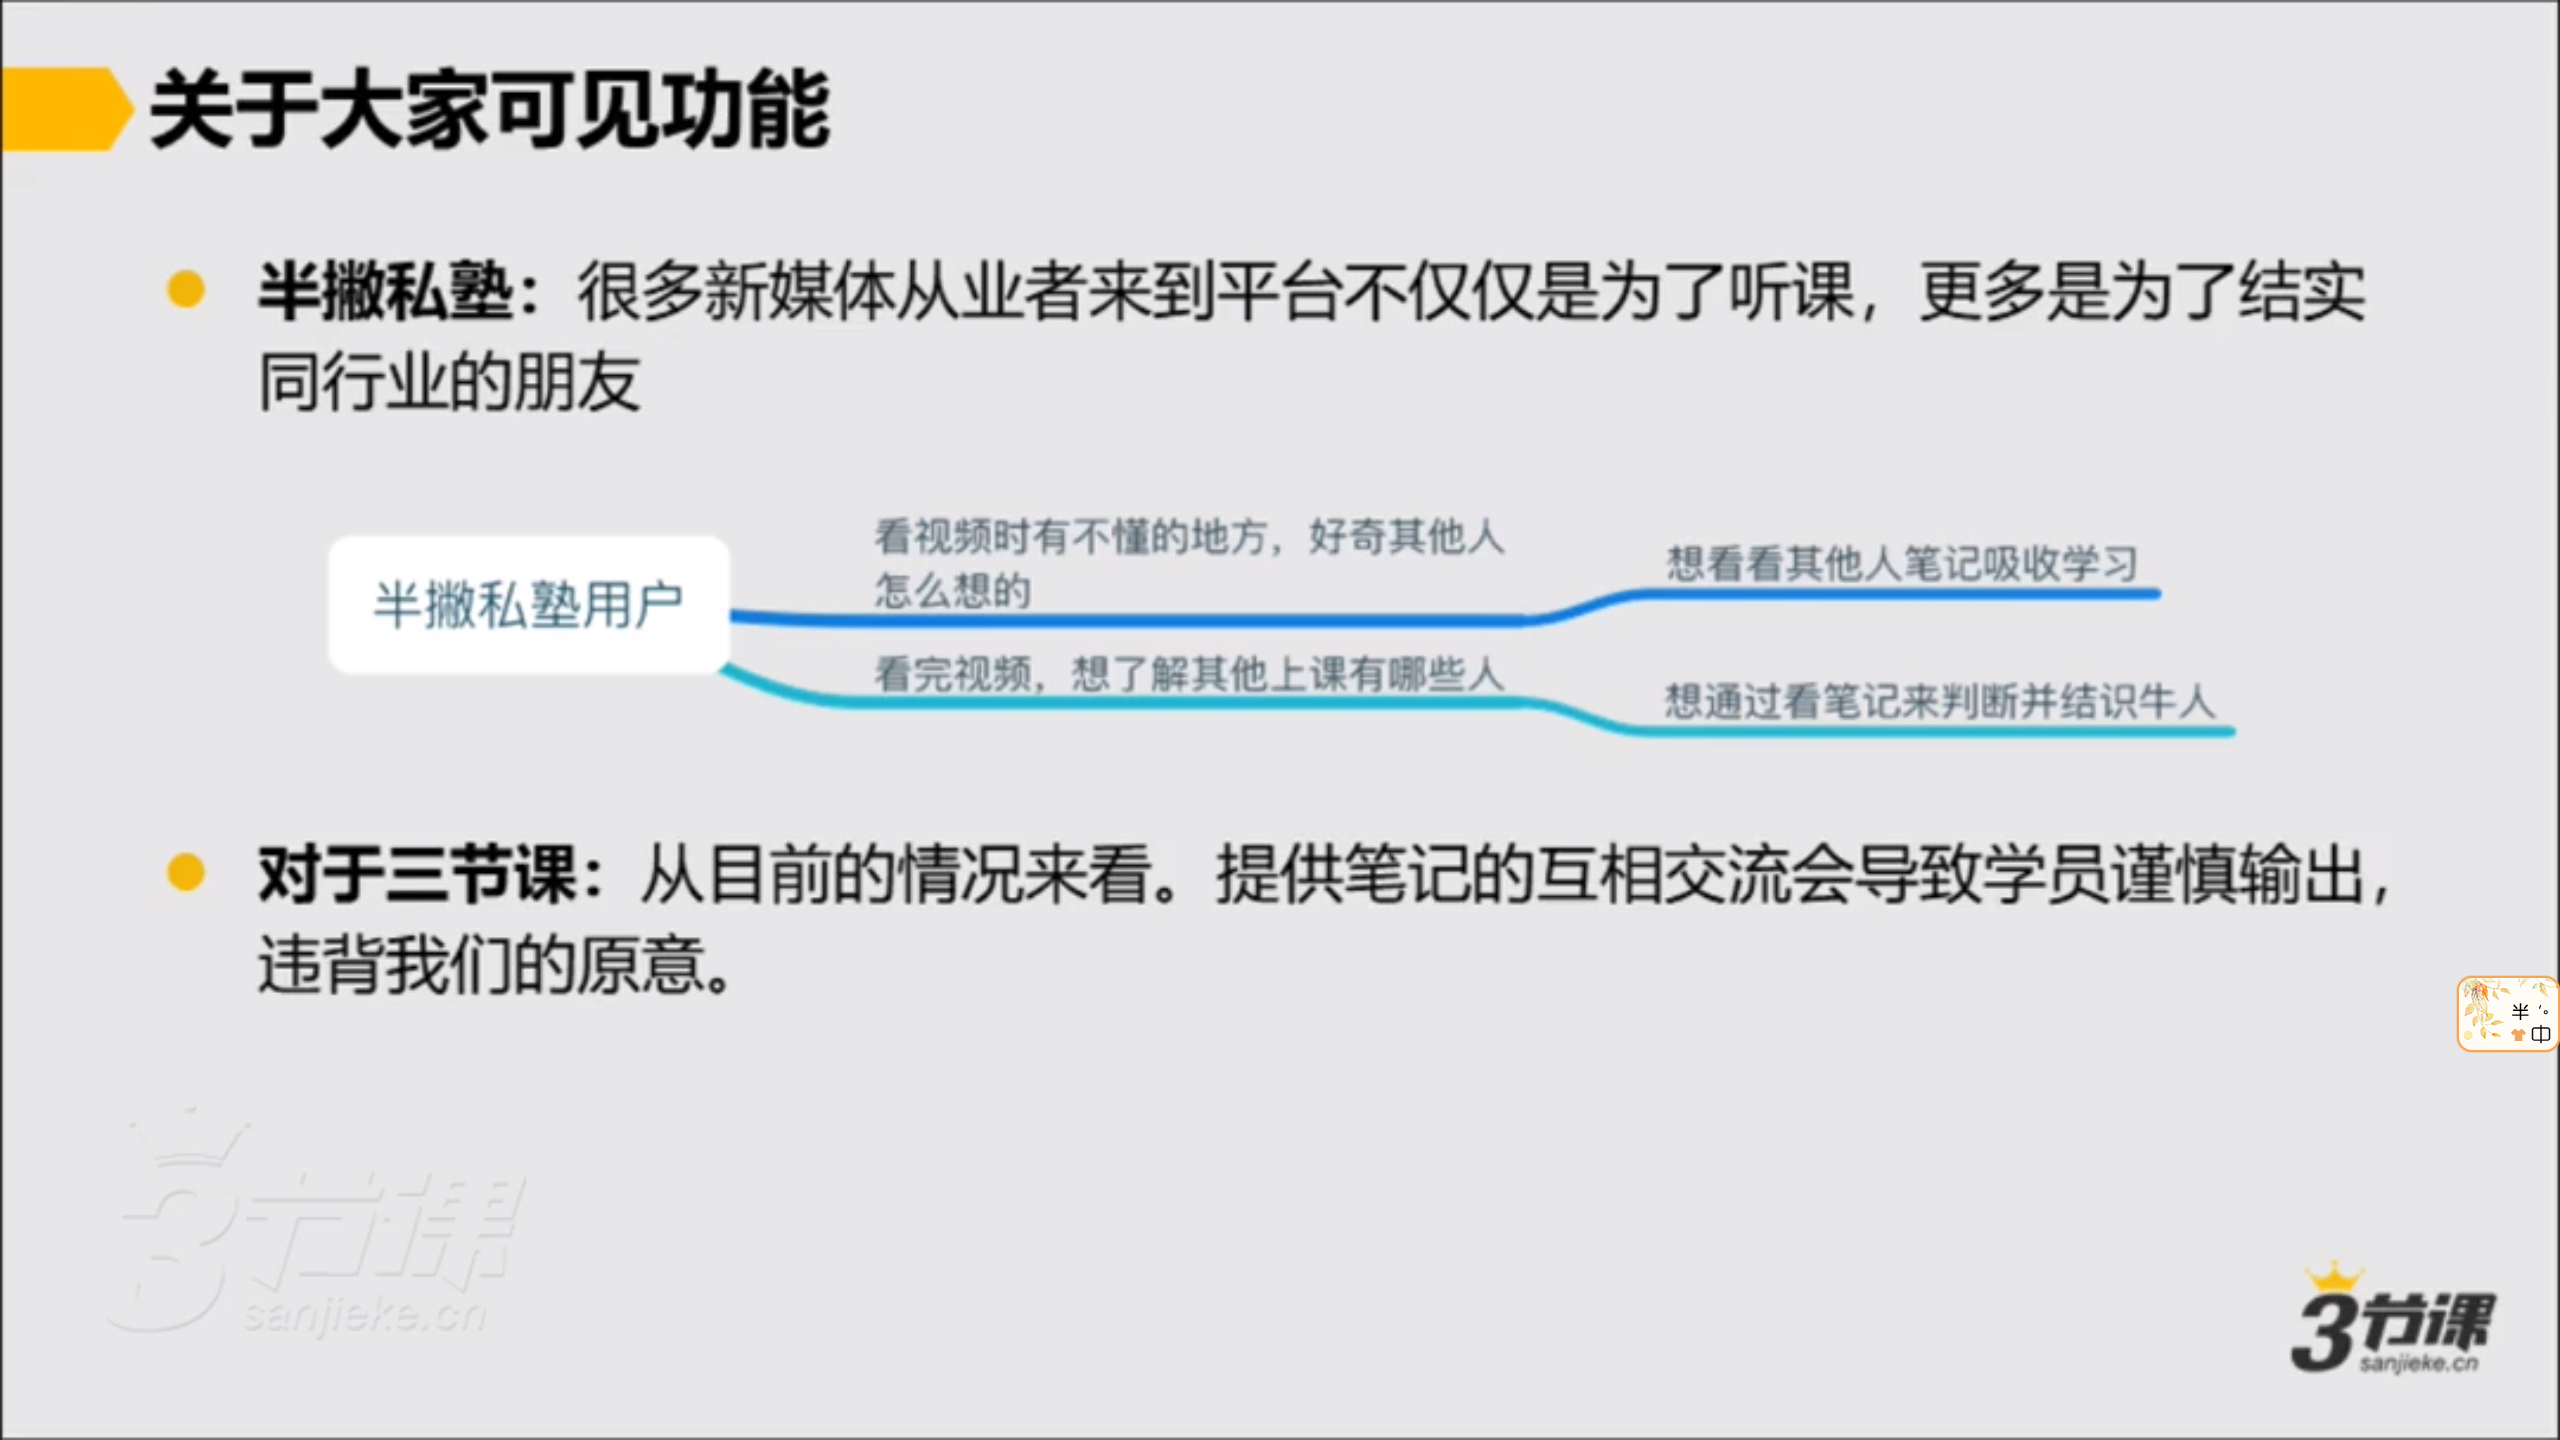 关于大家可见功能
半撇私塾：很多新媒体从业者来到平台不仅仅是为了听课，更多是为了结实
同行业的朋友
看视频时有不懂的地方，好奇其他人
怎么想的
想看看其他人笔记吸收学习
半撇私塾用户
看完视频，想了解其他上课有哪些人
想通过看笔记来判断并结识牛人
对于三节课：从目前的情况来看。提供笔记的互相交流会导致学员谨慎输出，
违背我们的原意。
半 ’。
中
3节课
sanjieke.cn
3节课
sanjieke.cn